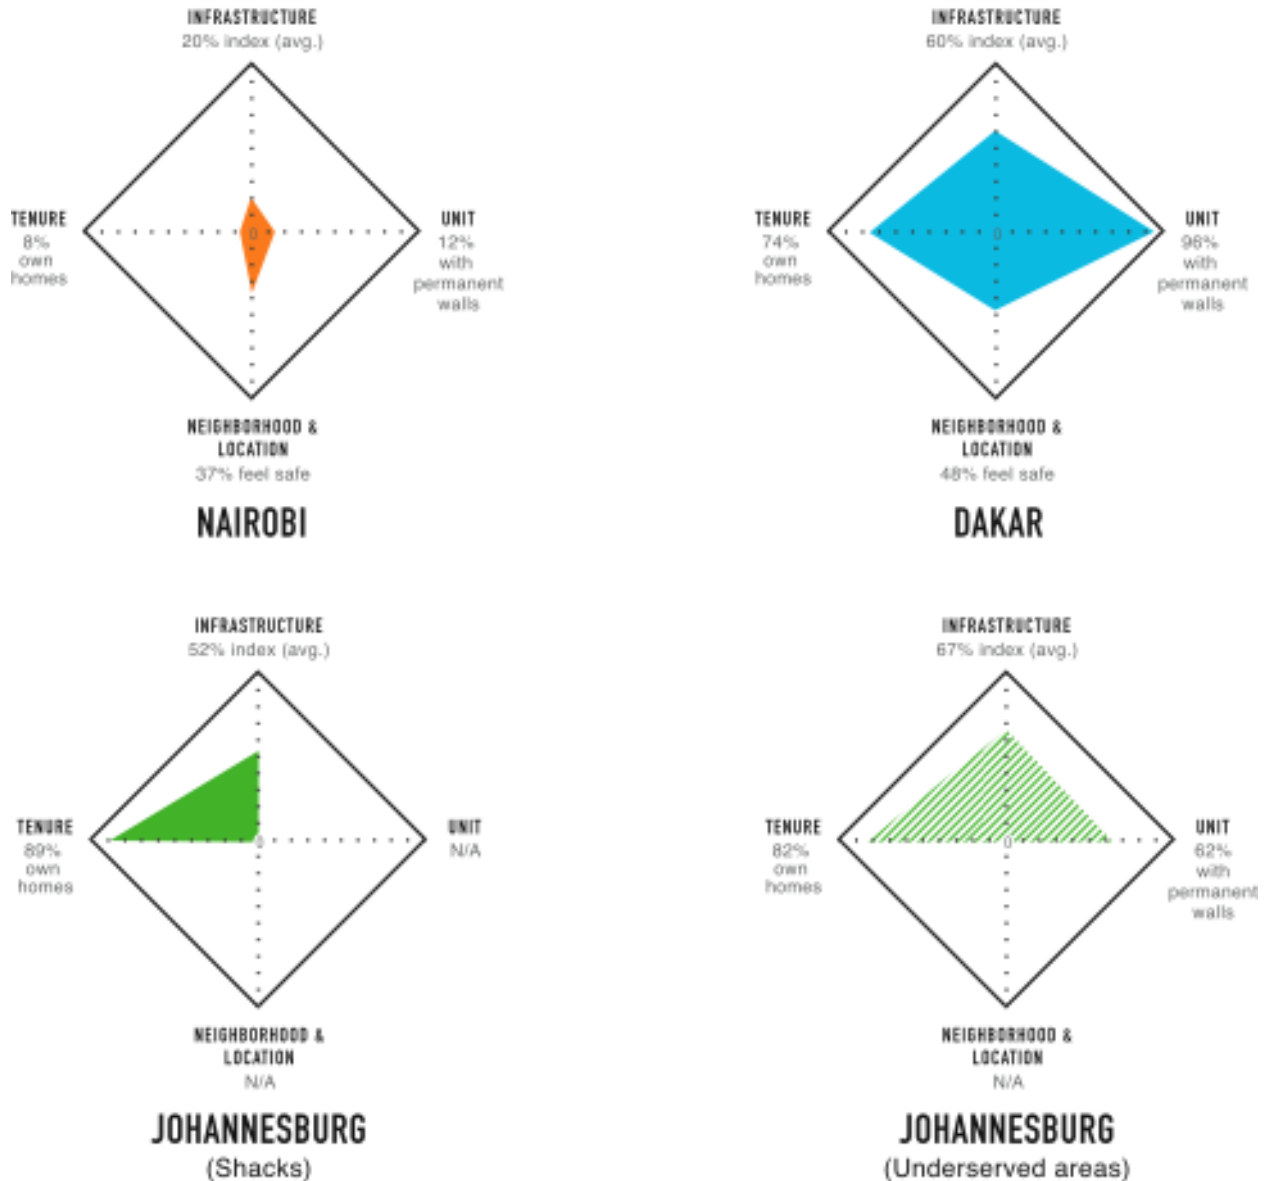 INFRASTRUCTURE
20% index (avg.)
TENURE
8%
own
homes
0
UNIT
12%
with
permanent
walls
NEIGHBORHOOD &
LOCATION
37% feel safe
NAIROBI
INFRASTRUCTURE
60% index (avg.)
TENURE
74%
own
homes
0
UNIT
96%
with
permanent
walls
NEIGHBORHOOD &
LOCATION
48% feel safe
DAKAR
INFRASTRUCTURE
52% index (avg.)
TENURE
89%
own
homes
0
UNIT
N/A
NEIGHBORHOOD &
LOCATION
N/A
JOHANNESBURG
(Shacks)
INFRASTRUCTURE
67% index (avg.)
TENURE
82%
own
homes
0
UNIT
62%
with
permanent
walls
NEIGHBORHOOD &
LOCATION
N/A
JOHANNESBURG
(Underserved areas)